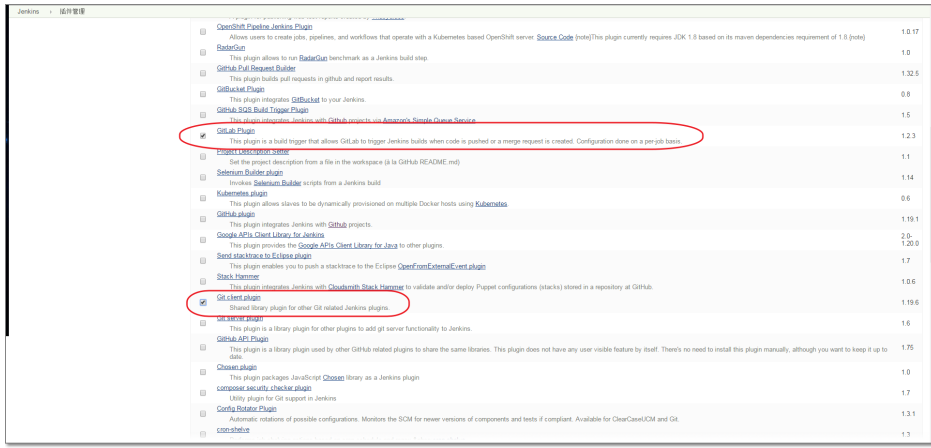 Jenkins › 插件管理
OpenShift Pipeline Jenkins Plugin
Allows users to create jobs, pipelines, and workflows that operate with a Kubernetes based OpenShift server. Source Code {note}This plugin currently requires JDK 1.8 based on its maven dependencies requirement of 1.8.{note}
1.0.17
RadarGun
This plugin allows to run RadarGun benchmark as a Jenkins build step.
1.0
GitHub Pull Request Builder
This plugin builds pull requests in github and report results.
1.32.5
GitBucket Plugin
This plugin integrates GitBucket to your Jenkins.
0.8
GitHub SQS Build Trigger Plugin
This plugin integrates Jenkins with Github projects via Amazon's Simple Queue Service
1.5
GitLab Plugin
This plugin is a build trigger that allows GitLab to trigger Jenkins builds when code is pushed or a merge request is created. Configuration done on a per-job basis.
1.2.3
Project Description Setter
Set the project description from a file in the workspace (à la GitHub README.md)
1.1
Selenium Builder plugin
Invokes Selenium Builder scripts from a Jenkins build
1.14
Kubernetes plugin
This plugin allows slaves to be dynamically provisioned on multiple Docker hosts using Kubernetes.
0.6
GitHub plugin
This plugin integrates Jenkins with Github projects.
1.19.1
Google APIs Client Library for Jenkins
This plugin provides the Google APIs Client Library for Java to other plugins.
2.0-
1.20.0
Send stacktrace to Eclipse plugin
This plugin enables you to push a stacktrace to the Eclipse OpenFromExternalEvent plugin
1.7
Stack Hammer
This plugin integrates Jenkins with Cloudsmith Stack Hammer to validate and/or deploy Puppet configurations (stacks) stored in a repository at GitHub.
1.0.6
Git client plugin
Shared library plugin for other Git related Jenkins plugins.
1.19.6
Git server plugin
This plugin is a library plugin for other plugins to add git server functionality to Jenkins.
1.6
GitHub API Plugin
This plugin is a library plugin used by other GitHub related plugins to share the same libraries. This plugin does not have any user visible feature by itself. There's no need to install this plugin manually, although you want to keep it up to
date.
1.75
Chosen plugin
This plugin packages JavaScript Chosen library as a Jenkins plugin
1.0
composer security checker plugin
Utility plugin for Git support in Jenkins
1.7
Config Rotator Plugin
Automatic rotations of possible configurations. Monitors the SCM for newer versions of components and tests if compliant. Available for ClearCaseUCM and Git.
1.3.1
cron-shelve
1.3